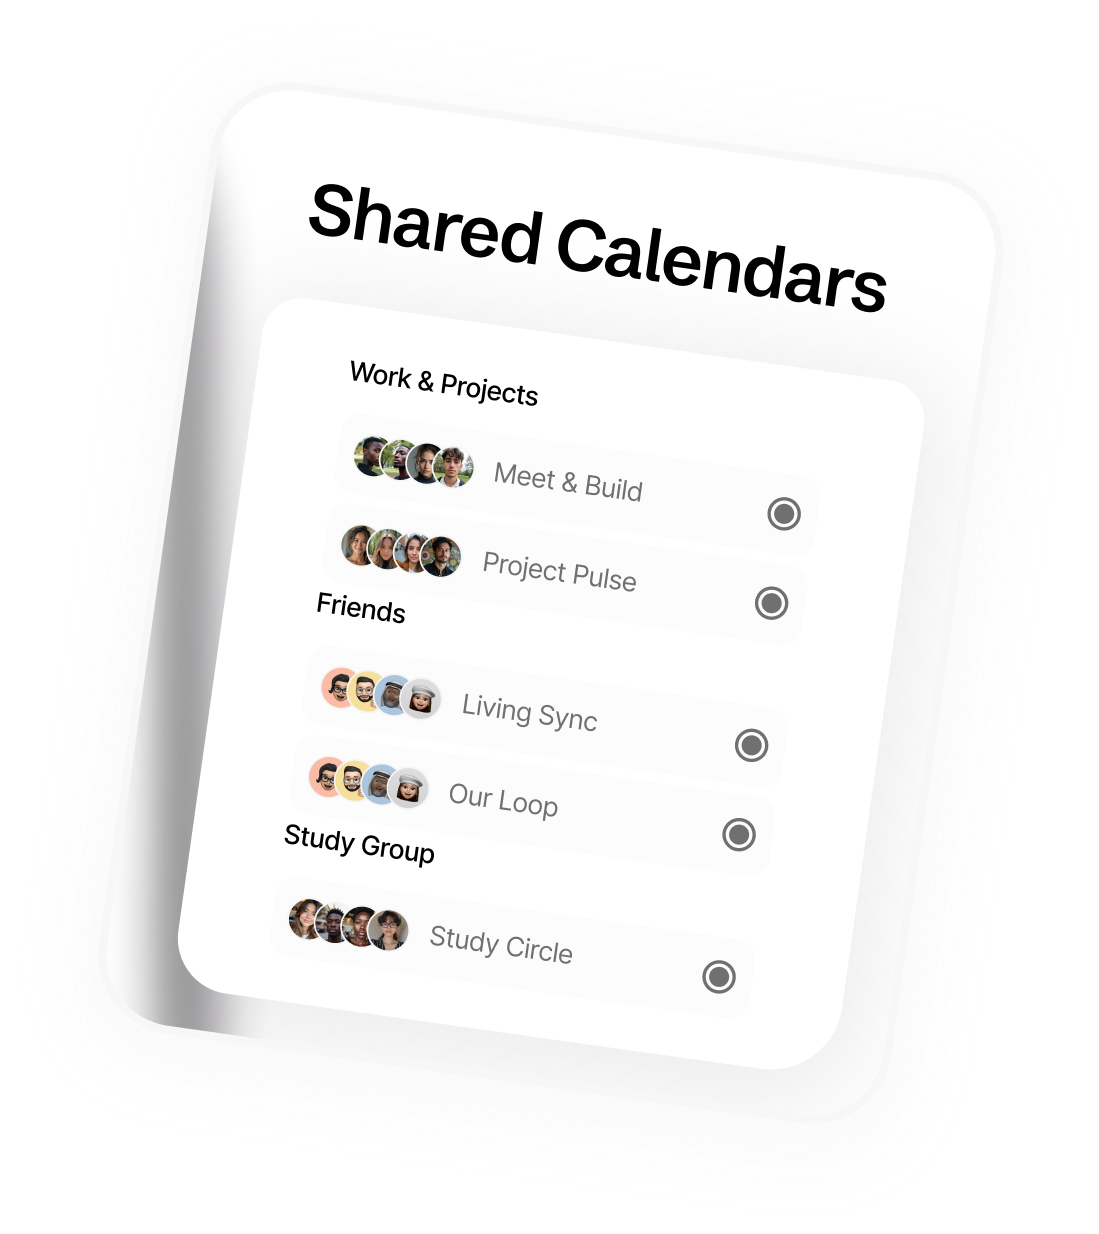 Shared Calendars
Work & Projects
Meet & Build
Project Pulse
Friends
Living Sync
Our Loop
Study Group
Study Circle